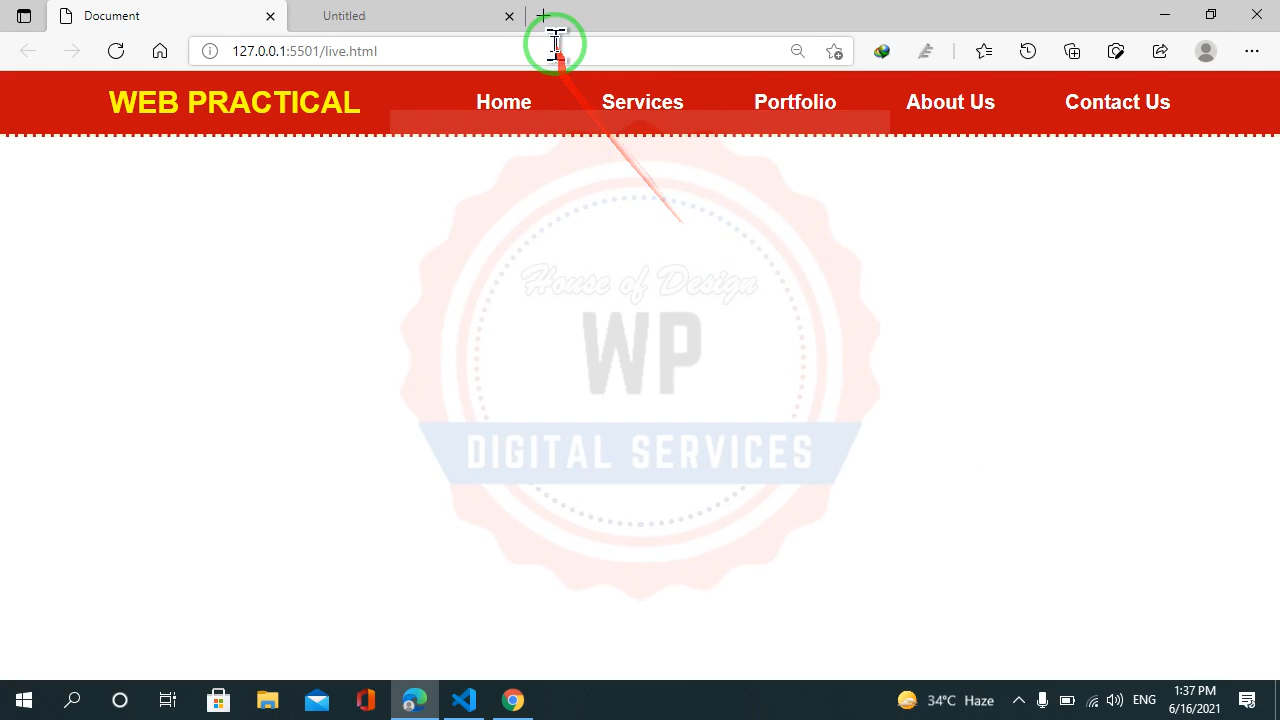 Document
Untitled
127.0.0.1:5501/live.html
WEB PRACTICAL
Home
Services
Portfolio
About Us
Contact Us
House of Design
WP
DIGITAL SERVICES
34°C Haze
ENG
1:37 PM
6/16/2021